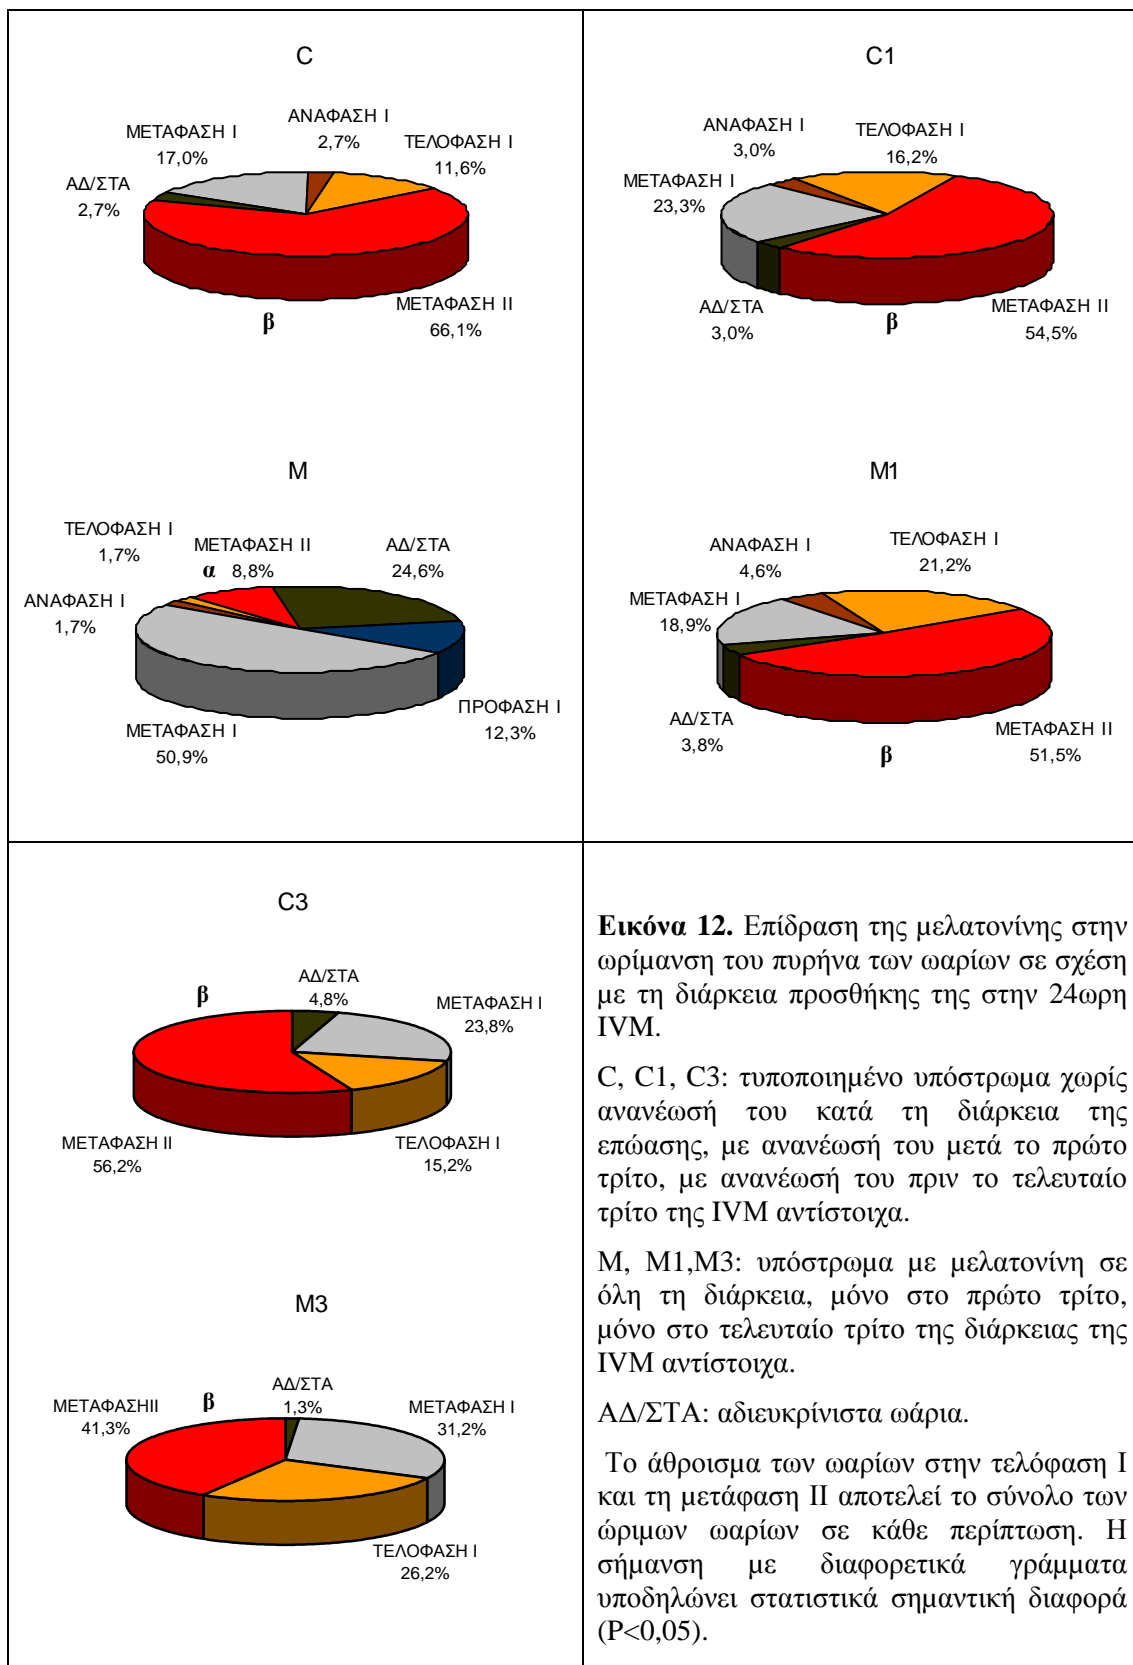 C
ΑΝΑΦΑΣΗ Ι
2,7%
ΜΕΤΑΦΑΣΗ Ι
17,0%
ΤΕΛΟΦΑΣΗ Ι
11,6%
ΑΔ/ΣΤΑ
2,7%
ΜΕΤΑΦΑΣΗ ΙΙ
66,1%
β
C1
ΑΝΑΦΑΣΗ Ι
3,0%
ΤΕΛΟΦΑΣΗ Ι
16,2%
ΜΕΤΑΦΑΣΗ Ι
23,3%
ΑΔ/ΣΤΑ
3,0%
ΜΕΤΑΦΑΣΗ ΙΙ
54,5%
β
M
ΤΕΛΟΦΑΣΗ Ι
1,7%
ΜΕΤΑΦΑΣΗ ΙΙ
8,8%
α
ΑΔ/ΣΤΑ
24,6%
ΑΝΑΦΑΣΗ Ι
1,7%
ΠΡΟΦΑΣΗ Ι
12,3%
ΜΕΤΑΦΑΣΗ Ι
50,9%
M1
ΑΝΑΦΑΣΗ Ι
4,6%
ΤΕΛΟΦΑΣΗ Ι
21,2%
ΜΕΤΑΦΑΣΗ Ι
18,9%
ΑΔ/ΣΤΑ
3,8%
ΜΕΤΑΦΑΣΗ ΙΙ
51,5%
β
C3
β
ΑΔ/ΣΤΑ
4,8%
ΜΕΤΑΦΑΣΗ Ι
23,8%
ΜΕΤΑΦΑΣΗ ΙΙ
56,2%
ΤΕΛΟΦΑΣΗ Ι
15,2%
M3
ΜΕΤΑΦΑΣΗΙΙ
41,3%
β
ΑΔ/ΣΤΑ
1,3%
ΜΕΤΑΦΑΣΗ Ι
31,2%
ΤΕΛΟΦΑΣΗ Ι
26,2%
Εικόνα 12. Επίδραση της μελατονίνης στην
ωρίμανση του πυρήνα των ωαρίων σε σχέση
με τη διάρκεια προσθήκης της στην 24ωρη
IVM.
C, C1, C3: τυποποιημένο υπόστρωμα χωρίς
ανανέωσή του κατά τη διάρκεια της
επώασης, με ανανέωσή του μετά το πρώτο
τρίτο, με ανανέωσή του πριν το τελευταίο
τρίτο της IVM αντίστοιχα.
M, M1,M3: υπόστρωμα με μελατονίνη σε
όλη τη διάρκεια, μόνο στο πρώτο τρίτο,
μόνο στο τελευταίο τρίτο της διάρκειας της
IVM αντίστοιχα.
ΑΔ/ΣΤΑ: αδιευκρίνιστα ωάρια.
Το άθροισμα των ωαρίων στην τελόφαση Ι
και τη μετάφαση ΙΙ αποτελεί το σύνολο των
ώριμων ωαρίων σε κάθε περίπτωση. Η
σήμανση με διαφορετικά γράμματα
υποδηλώνει στατιστικά σημαντική διαφορά
(P<0,05).